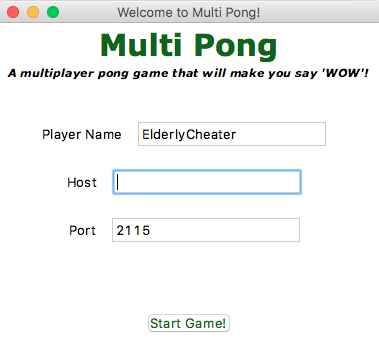 Welcome to Multi Pong!
Multi Pong
A multiplayer pong game that will make you say 'WOW'!
Player Name ElderlyCheater
Host
Port 2115
Start Game!